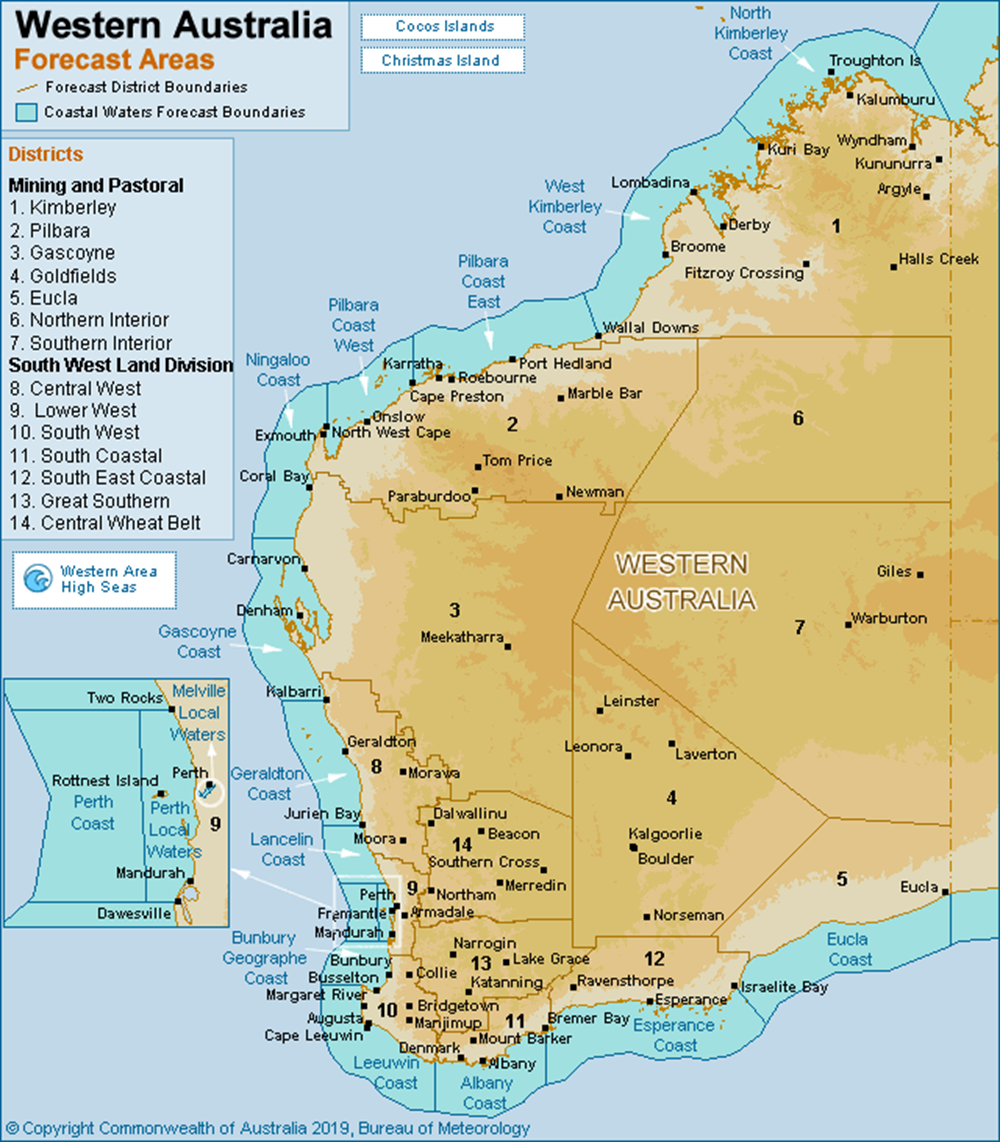 Western Australia
Forecast Areas
Forecast District Boundaries
Coastal Waters Forecast Boundaries
Cocos Islands
Christmas Island
Districts
Mining and Pastoral
1. Kimberley
2. Pilbara
3. Gascoyne
4. Goldfields
5. Eucla
6. Northern Interior
7. Southern Interior
South West Land Division
8. Central West
9. Lower West
10. South West
11. South Coastal
12. South East Coastal
13. Great Southern
14. Central Wheat Belt
Western Area
High Seas
North
Kimberley
Coast
Troughton Is
Kalumburu
Kuri Bay
Wyndham
Kununurra
Argyle
Lombadina
West
Kimberley
Coast
Derby
1
Broome
Fitzroy Crossing
Halls Creek
Pilbara
Coast
East
Wallal Downs
Pilbara
Coast
West
Ningaloo
Coast
Karratha
Port Hedland
Roebourne
Cape Preston
Marble Bar
Onslow
Exmouth
North West Cape
2
6
Coral Bay
Tom Price
Paraburdoo
Newman
Carnarvon
WESTERN
AUSTRALIA
Giles
Denham
3
Warburton
7
Gascoyne
Coast
Meekatharra
Kalbarri
Leinster
Geraldton
Leonora
Laverton
8
Morawa
Geraldton
Coast
4
Jurien Bay
Dalwallinu
Beacon
Kalgoorlie
Boulder
Lancelin
Coast
Moora
14
Southern Cross
Merredin
9
Northam
5
Eucla
Perth
Fremantle
Armadale
Norseman
Mandurah
Bunbury
Geographe
Coast
Bunbury
Narrogin
12
Eucla
Coast
Busselton
Collie
13
Lake Grace
Katanning
Ravensthorpe
Israelite Bay
Margaret River
10
Bridgetown
Esperance
Augusta
Manjimup
11
Bremer Bay
Esperance
Coast
Cape Leeuwin
Denmark
Mount Barker
Leeuwin
Coast
Albany
Albany
Coast
Two Rocks
Melville
Local
Waters
Rottnest Island
Perth
Perth
Coast
Perth
Local
Waters
9
Mandurah
Dawesville
© Copyright Commonwealth of Australia 2019, Bureau of Meteorology